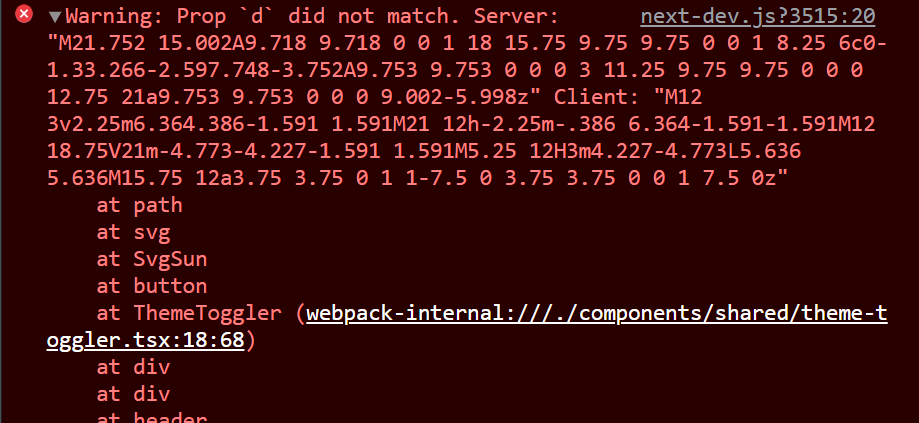 ▼Warning: Prop `d` did not match. Server: next-dev.js?3515:20
"M21.752 15.002A9.718 9.718 0 0 1 18 15.75 9.75 9.75 0 0 1 8.25 6c0-
1.33.266-2.597.748-3.752A9.753 9.753 0 0 0 3 11.25 9.75 9.75 0 0 0
12.75 21a9.753 9.753 0 0 0 9.002-5.998z" Client: "M12
3v2.25m6.364.386-1.591 1.591M21 12h-2.25m-.386 6.364-1.591-1.591M12
18.75V21m-4.773-4.227-1.591 1.591M5.25 12H3m4.227-4.773L5.636
5.636M15.75 12a3.75 3.75 0 1 1-7.5 0 3.75 3.75 0 0 1 7.5 0z"
at path
at svg
at SvgSun
at button
at ThemeToggler (webpack-internal:///./components/shared/theme-t
oggler.tsx:18:68)
at div
at div
at header